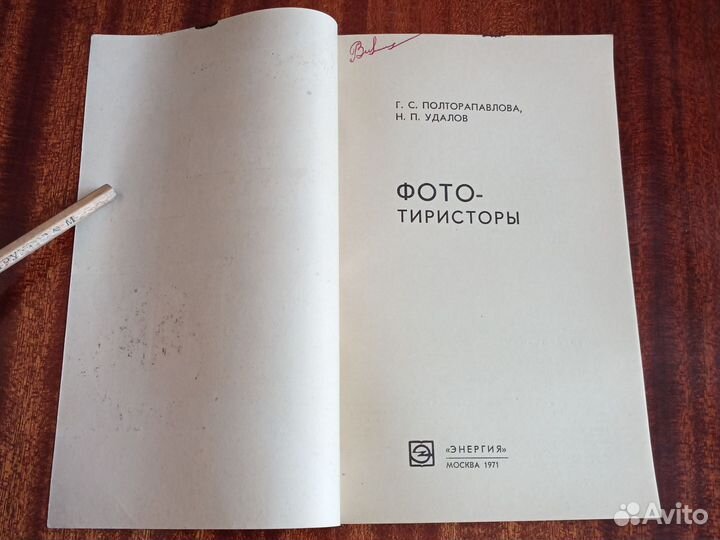 Г. С. ПОЛТОРАПАВЛОВА,
Н. П. УДАЛОВ
ФОТО-
ТИРИСТОРЫ
«ЭНЕРГИЯ»
МОСКВА 1971
Avito